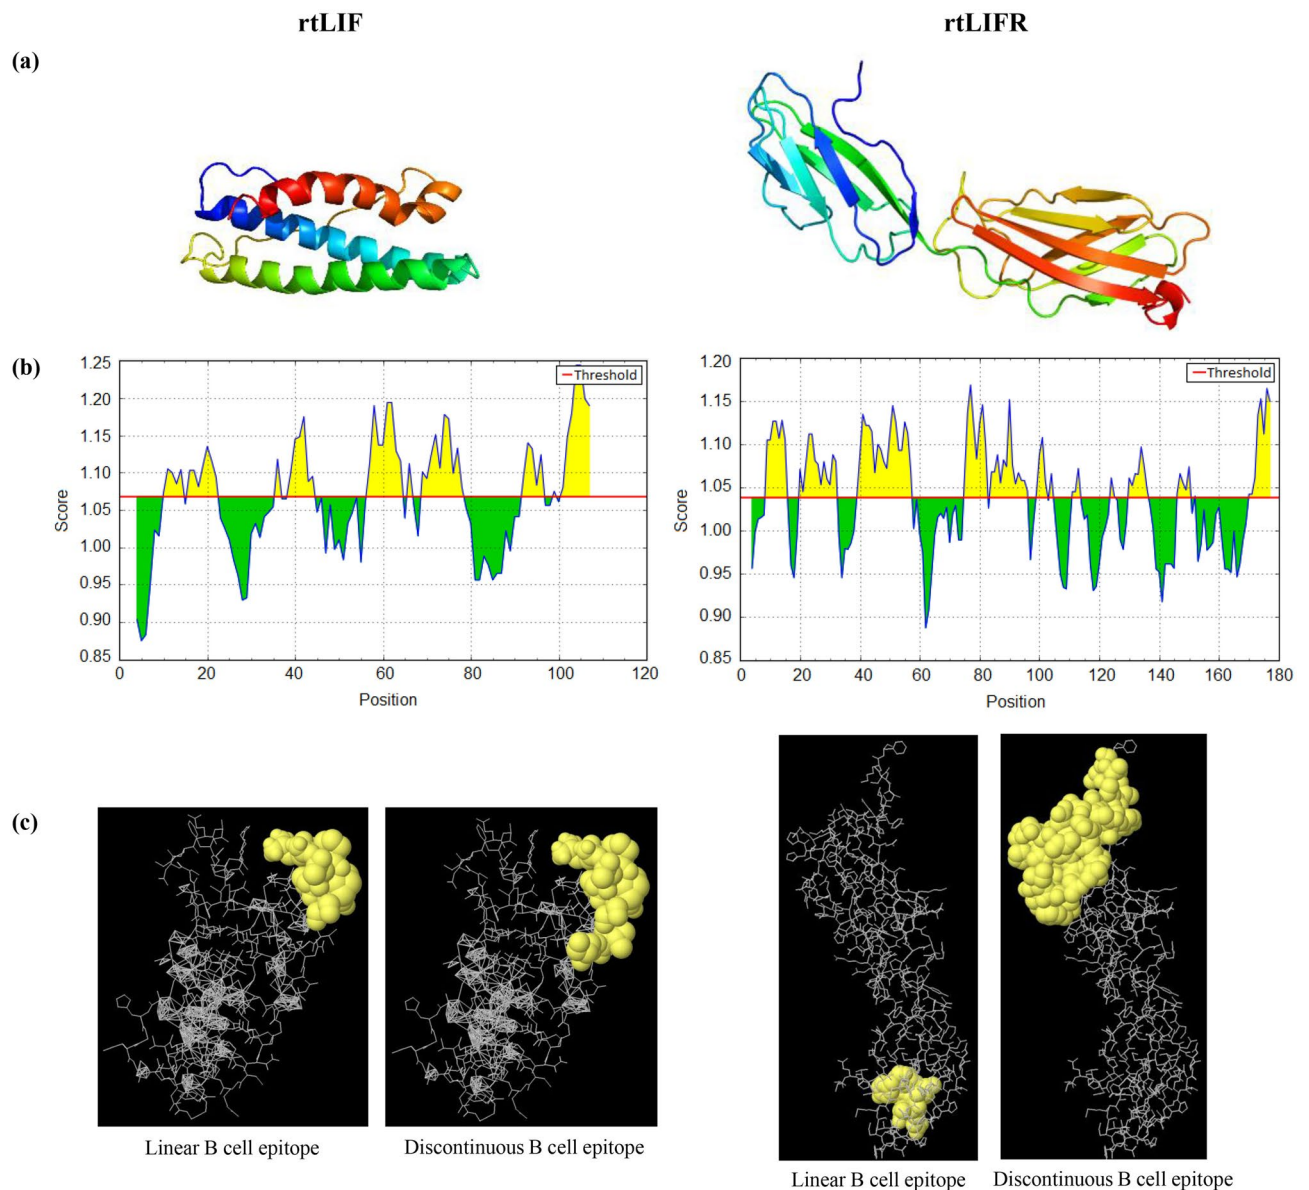 rtLIF
rtLIFR
(a)
(b)
1.25
1.20
1.15
1.10
1.05
1.00
0.95
0.90
0.85
Score
Threshold
0 20 40 60 80 100 120
Position
1.20
1.15
1.10
1.05
1.00
0.95
0.90
0.85
Score
Threshold
0 20 40 60 80 100 120 140 160 180
Position
(c)
Linear B cell epitope
Discontinuous B cell epitope
Linear B cell epitope
Discontinuous B cell epitope